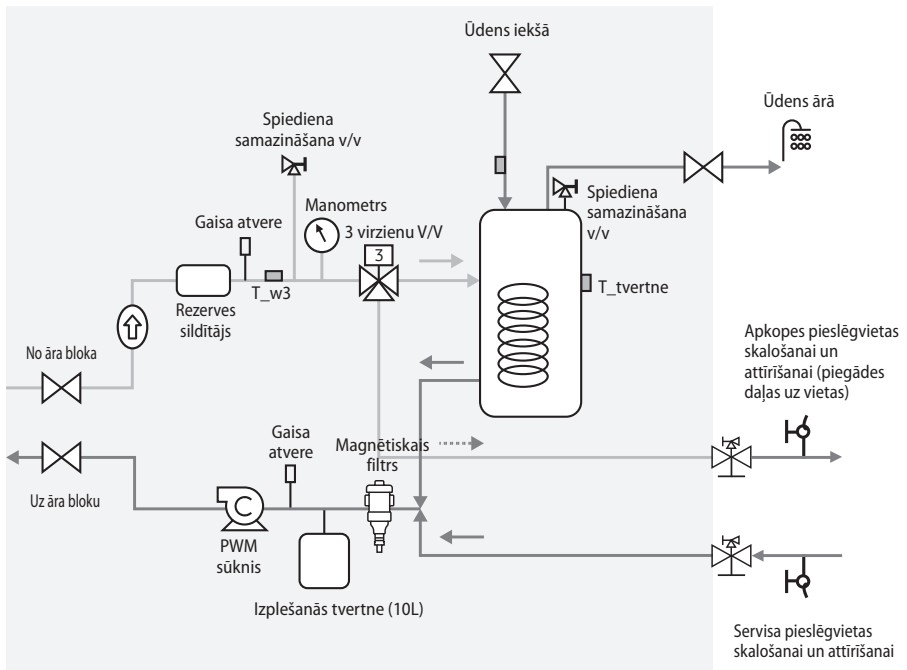 Ūdens iekšā
Ūdens ārā
Spiediena
samazināšana v/v
Spiediena
samazināšana
v/v
Manometrs
Gaisa atvere
3 virzienu V/V
3
T_w3
T_tvertne
Rezerves
sildītājs
No āra bloka
Apkopes pieslēgvietas
skalošanai un
attīrīšanai (piegādes
daļas uz vietas)
Gaisa
atvere
Magnētiskais
filtrs
Uz āra bloku
C
PWM
sūknis
Izplešanās tvertne (10L)
Servisa pieslēgvietas
skalošanai un attīrīšanai